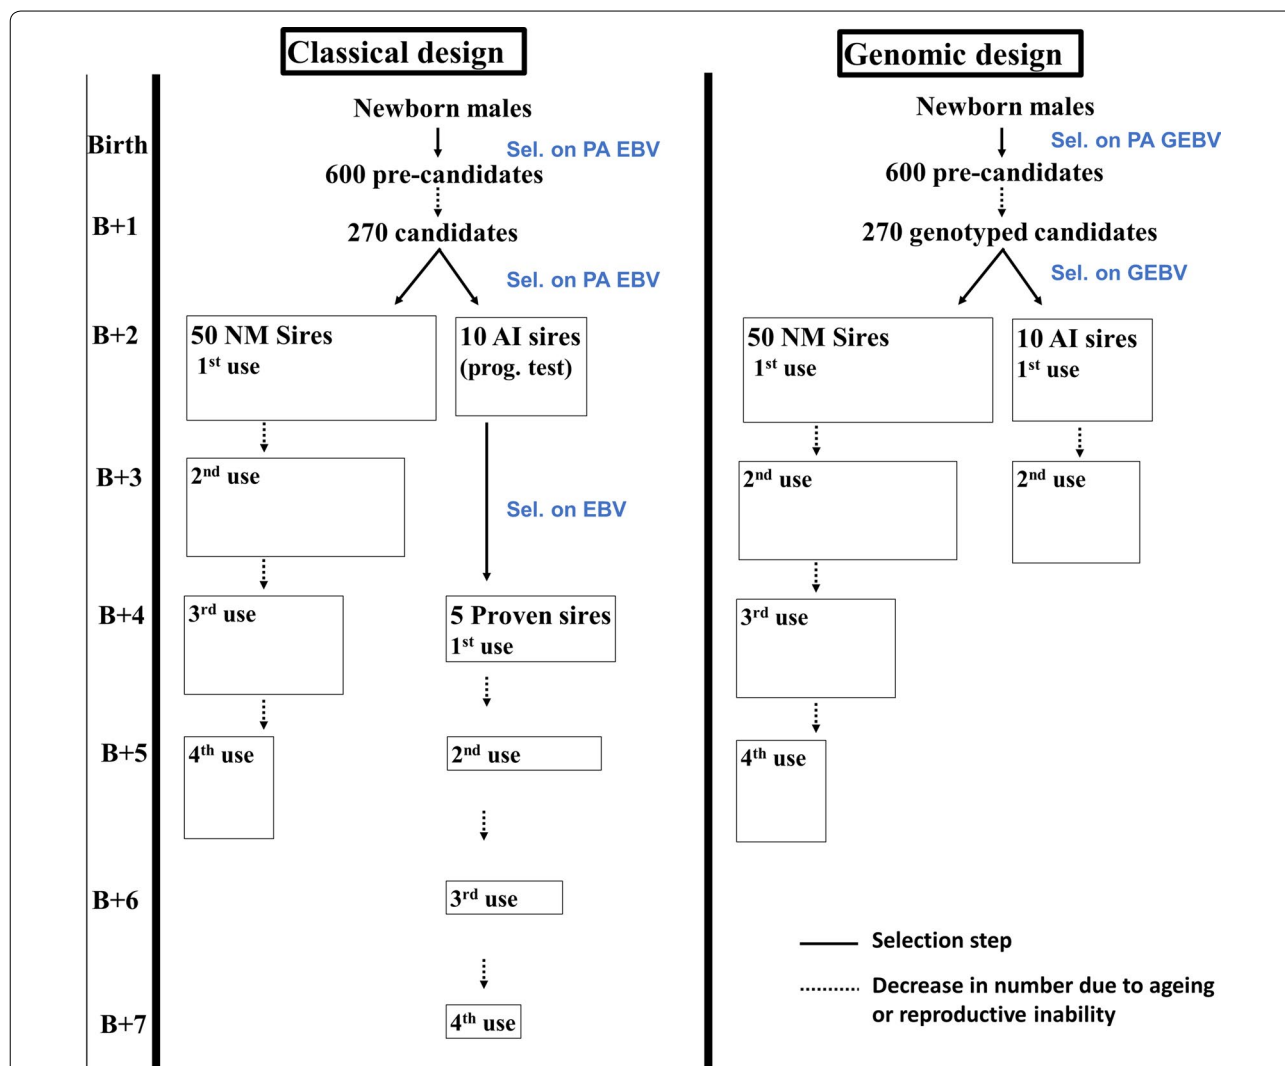 Classical design
Genomic design
Newborn males
Newborn males
Birth
Sel. on PA EBV
Sel. on PA GEBV
600 pre-candidates
600 pre-candidates
B+1
270 candidates
270 genotyped candidates
Sel. on PA EBV
Sel. on GEBV
B+2
50 NM Sires
1st use
10 AI sires
(prog. test)
50 NM Sires
1st use
10 AI sires
1st use
B+3
2nd use
Sel. on EBV
2nd use
2nd use
B+4
3rd use
5 Proven sires
1st use
3rd use
B+5
4th use
2nd use
4th use
B+6
3rd use
B+7
4th use
Selection step
Decrease in number due to ageing
or reproductive inability